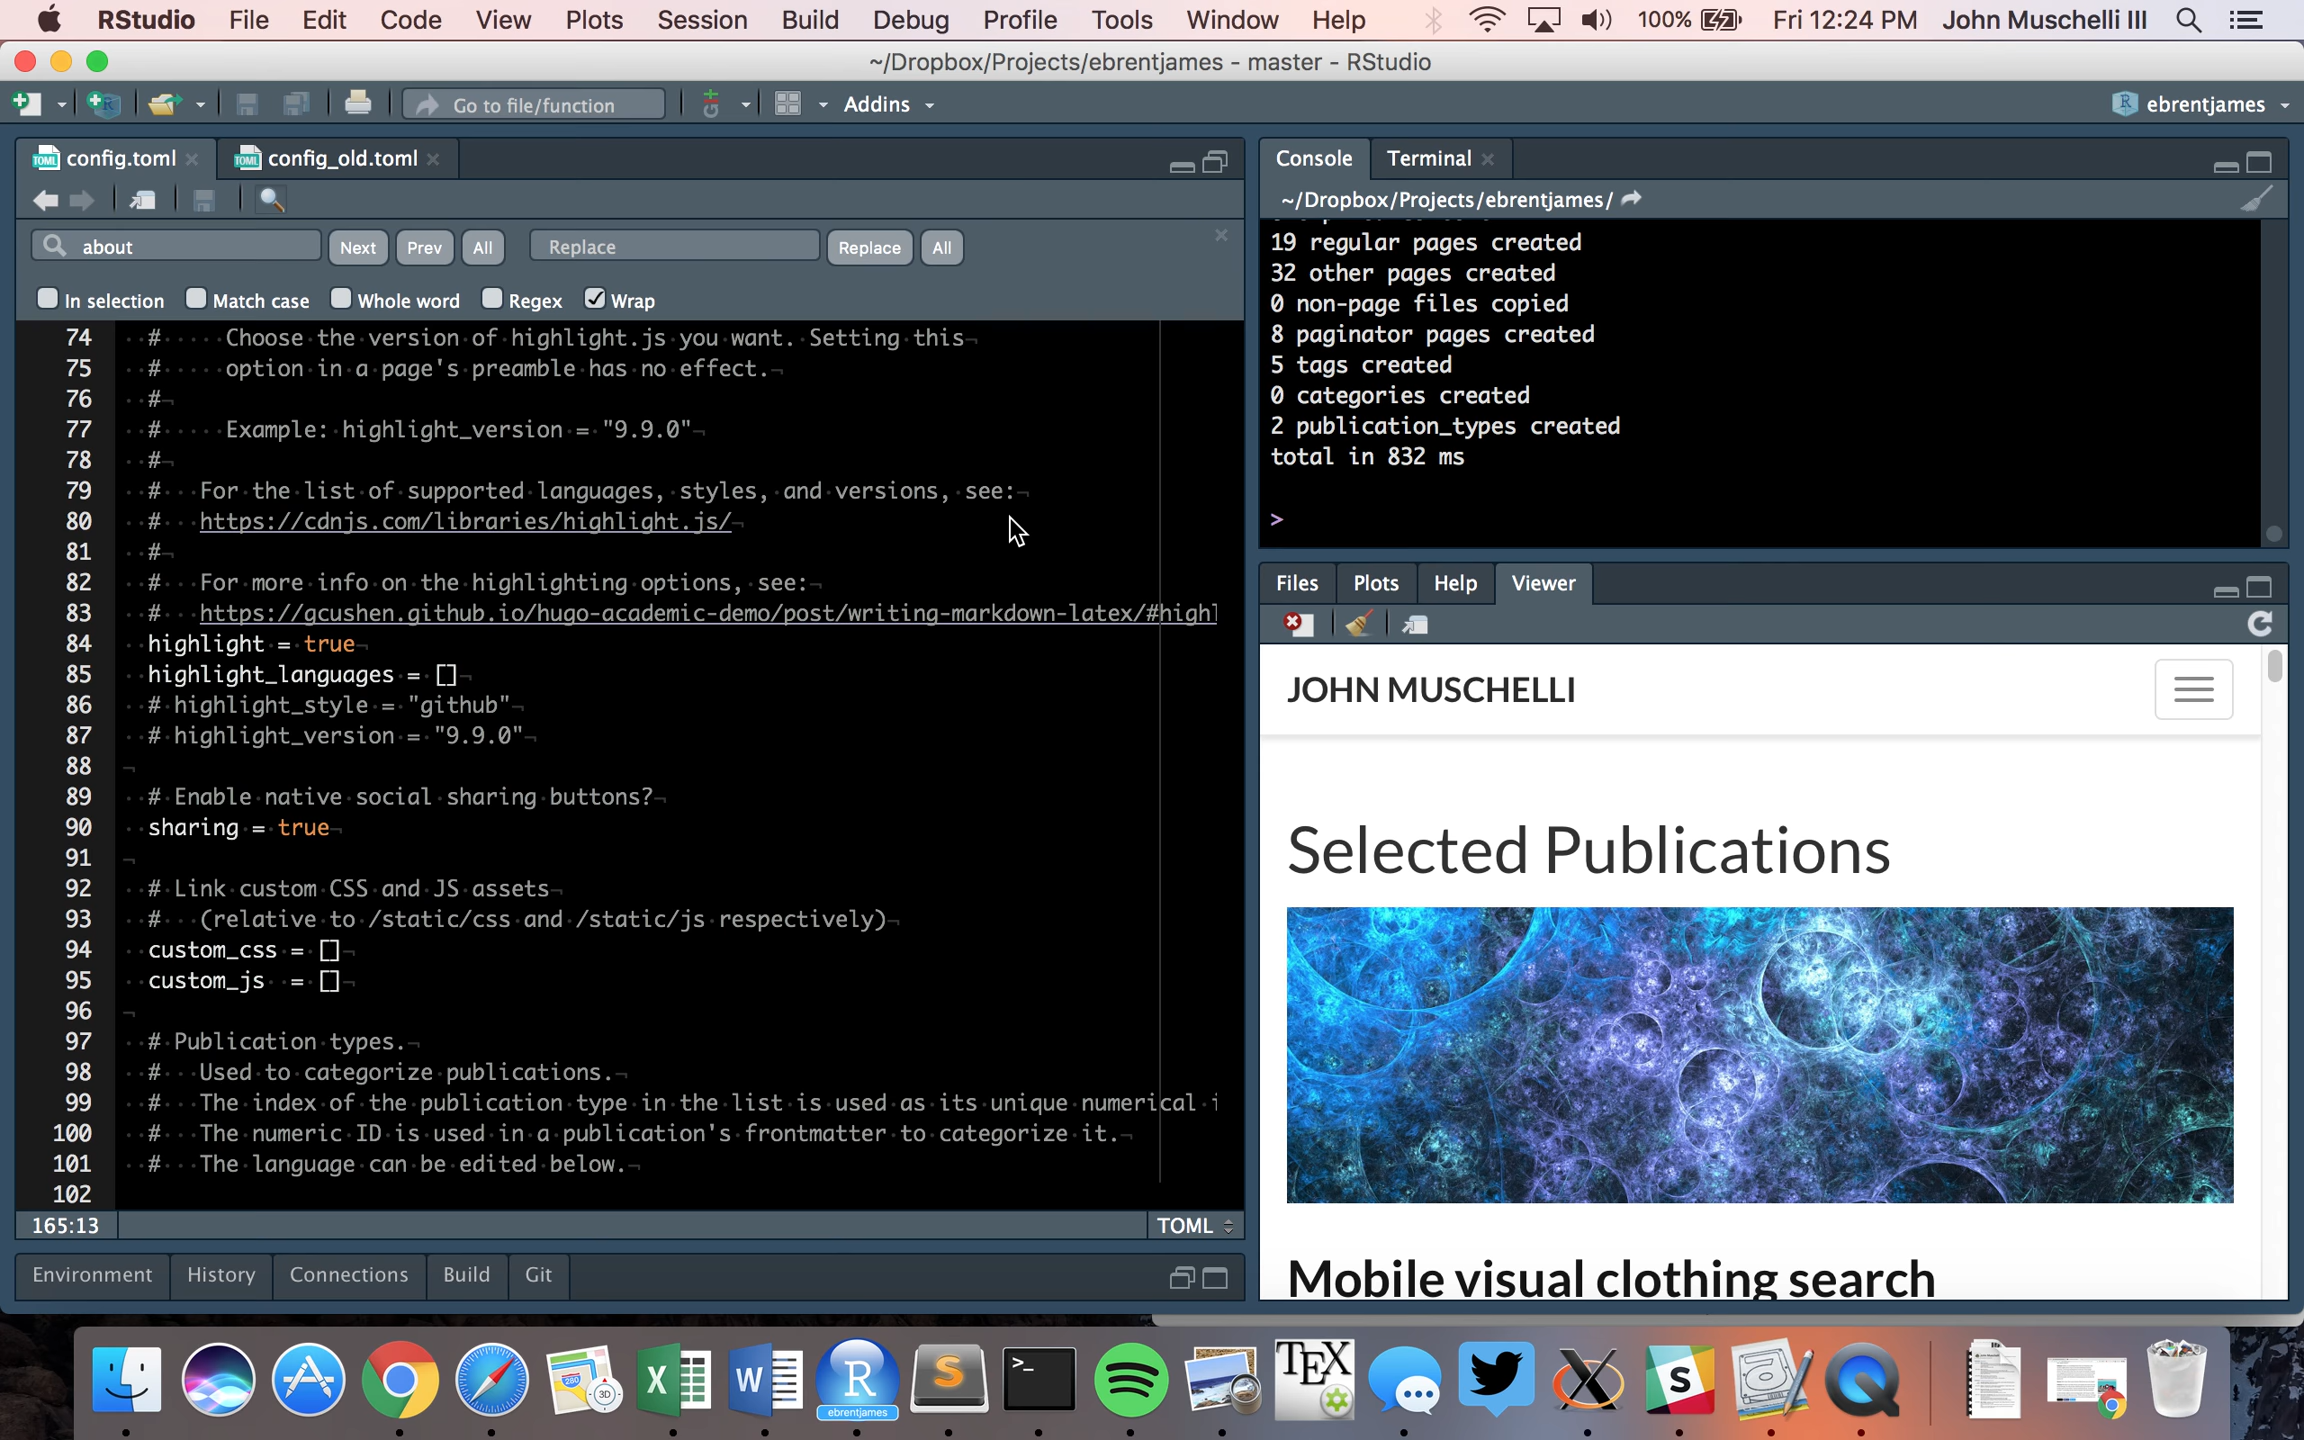 RStudio File Edit Code View Plots Session Build Debug Profile Tools Window Help 100% Fri 12:24 PM John Muschelli III
~/Dropbox/Projects/ebrentjames - master - RStudio
Go to file/function Addins ebrentjames
config.toml config_old.toml
about Next Prev All Replace Replace All
In selection Match case Whole word Regex Wrap
74 # Choose the version of highlight.js you want. Setting this
75 # option in a page's preamble has no effect.
76 #
77 # Example: highlight_version = "9.9.0"
78 #
79 # For the list of supported languages, styles, and versions, see:
80 # https://cdnjs.com/libraries/highlight.js/
81 #
82 # For more info on the highlighting options, see:
83 # https://gcushen.github.io/hugo-academic-demo/post/writing-markdown-latex/#highl
84 highlight = true
85 highlight_languages = []
86 # highlight_style = "github"
87 # highlight_version = "9.9.0"
88
89 # Enable native social sharing buttons?
90 sharing = true
91
92 # Link custom CSS and JS assets
93 # (relative to /static/css and /static/js respectively)
94 custom_css = []
95 custom_js = []
96
97 # Publication types.
98 # Used to categorize publications.
99 # The index of the publication type in the list is used as its unique numerical i
100 # The numeric ID is used in a publication's frontmatter to categorize it.
101 # The language can be edited below.
102
165:13 TOML
Environment History Connections Build Git
Console Terminal
~/Dropbox/Projects/ebrentjames/
19 regular pages created
32 other pages created
0 non-page files copied
8 paginator pages created
5 tags created
0 categories created
2 publication_types created
total in 832 ms
>
Files Plots Help Viewer
JOHN MUSCHELLI
Selected Publications
Mobile visual clothing search
280 3D
X
W
R
ebrentjames
S
>_
TEX
X
S